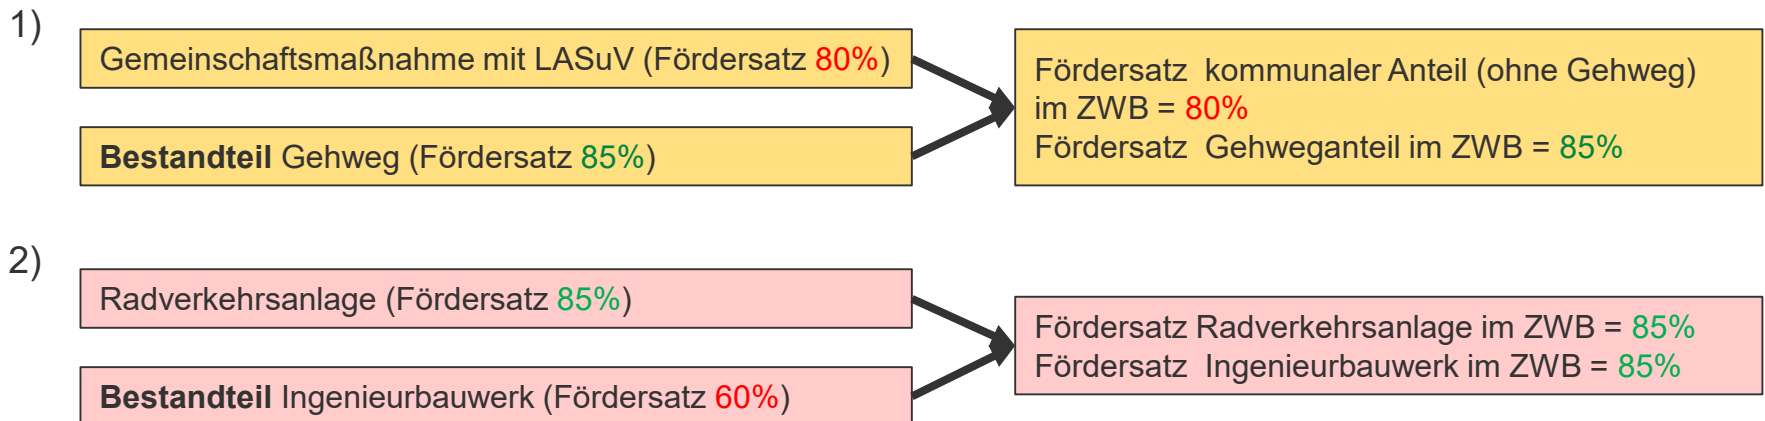 1)
Gemeinschaftsmaßnahme mit LASuV (Fördersatz 80%)
Bestandteil Gehweg (Fördersatz 85%)
Fördersatz kommunaler Anteil (ohne Gehweg)
im ZWB = 80%
Fördersatz Gehweganteil im ZWB = 85%
2)
Radverkehrsanlage (Fördersatz 85%)
Bestandteil Ingenieurbauwerk (Fördersatz 60%)
Fördersatz Radverkehrsanlage im ZWB = 85%
Fördersatz Ingenieurbauwerk im ZWB = 85%